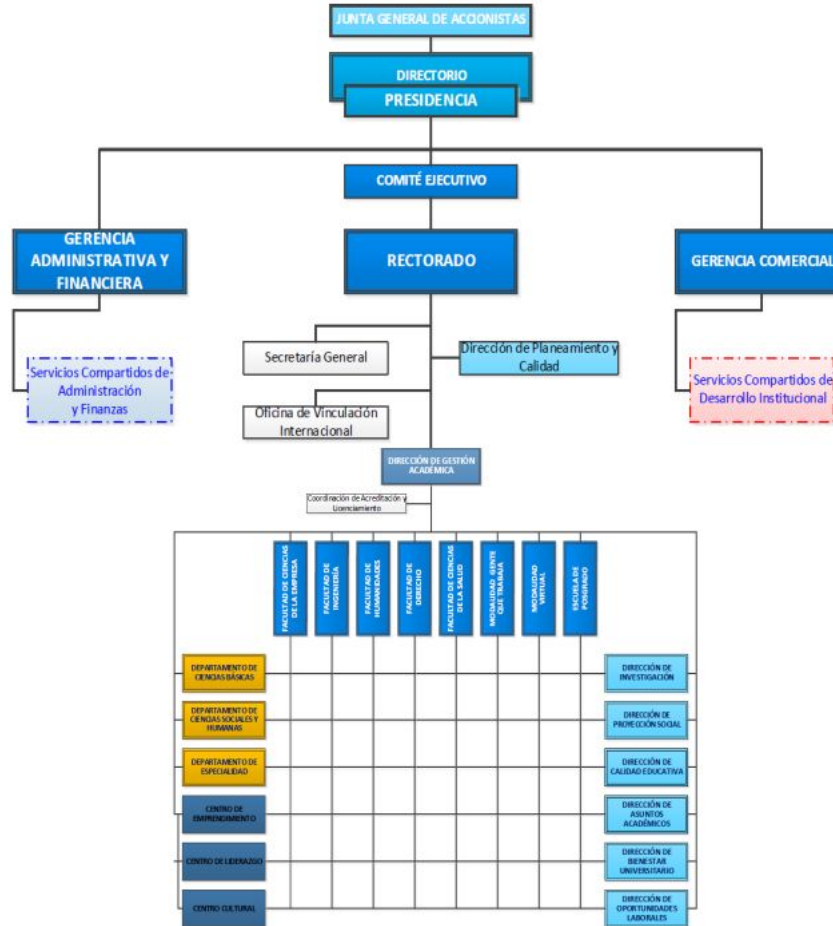 JUNTA GENERAL DE ACCIONISTAS
DIRECTORIO
PRESIDENCIA
COMITÉ EJECUTIVO
GERENCIA
ADMINISTRATIVA Y
FINANCIERA
RECTORADO
GERENCIA COMERCIAL
Secretaría General
Dirección de Planeamiento y
Calidad
Servicios Compartidos de
Administración
y Finanzas
Servicios Compartidos de
Desarrollo Institucional
Oficina de Vinculación
Internacional
DIRECCIÓN DE GESTIÓN
ACADÉMICA
Coordinación de Acreditación y
Licenciamiento
FACULTAD DE CIENCIAS
DE LA EMPRESA
FACULTAD DE
INGENIERÍA
FACULTAD DE
HUMANIDADES
FACULTAD DE
DERECHO
FACULTAD DE CIENCIAS
DE LA SALUD
MODALIDAD GENTE
QUE TRABAJA
MODALIDAD
VIRTUAL
ESCUELA DE
POSGRADO
DEPARTAMENTO DE
CIENCIAS BÁSICAS
DIRECCIÓN DE
INVESTIGACIÓN
DEPARTAMENTO DE
CIENCIAS SOCIALES Y
HUMANAS
DIRECCIÓN DE
PROYECCIÓN SOCIAL
DEPARTAMENTO DE
ESPECIALIDAD
DIRECCIÓN DE
CALIDAD EDUCATIVA
CENTRO DE
EMPRENDIMIENTO
DIRECCIÓN DE
ASUNTOS
ACADÉMICOS
CENTRO DE LIDERAZGO
DIRECCIÓN DE
BIENESTAR
UNIVERSITARIO
CENTRO CULTURAL
DIRECCIÓN DE
OPORTUNIDADES
LABORALES